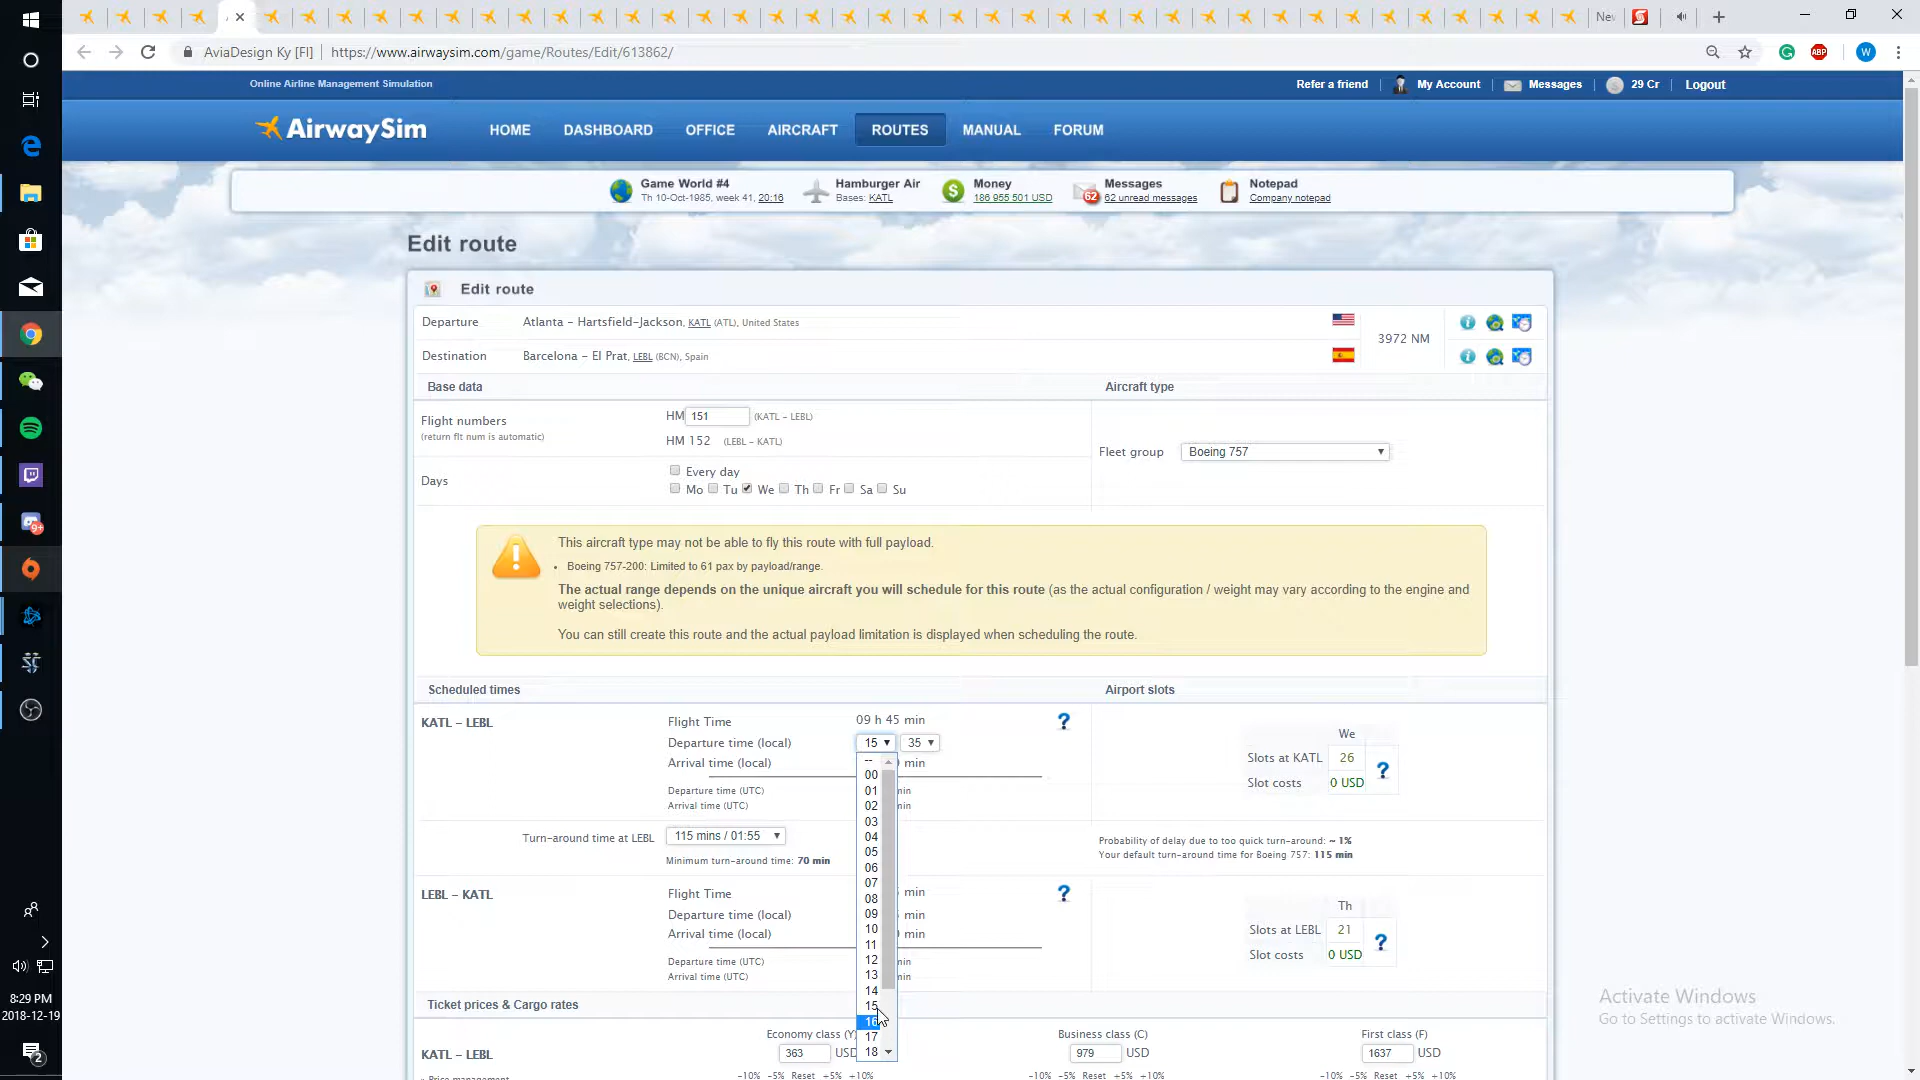 New
AviaDesign Ky [FI] | https://www.airwaysim.com/game/Routes/Edit/613862/
ABP W
Online Airline Management Simulation
Refer a friend My Account Messages 29 Cr Logout
AirwaySim HOME DASHBOARD OFFICE AIRCRAFT ROUTES MANUAL FORUM
Game World #4 Hamburger Air Money Messages Notepad
Th 10-Oct-1985, week 41, 20:16 Bases: KATL 186 955 501 USD 62 62 unread messages Company notepad
Edit route
Edit route
Departure Atlanta - Hartsfield-Jackson, KATL (ATL), United States
3972 NM
Destination Barcelona - El Prat, LEBL (BCN), Spain
Base data Aircraft type
Flight numbers HM 151 (KATL - LEBL)
(return flt num is automatic) HM 152 (LEBL - KATL)
Fleet group Boeing 757
Days Every day
Mo Tu We Th Fr Sa Su
This aircraft type may not be able to fly this route with full payload.
• Boeing 757-200: Limited to 61 pax by payload/range.
The actual range depends on the unique aircraft you will schedule for this route (as the actual configuration / weight may vary according to the engine and
weight selections).
You can still create this route and the actual payload limitation is displayed when scheduling the route.
Scheduled times Airport slots
KATL - LEBL Flight Time 09 h 45 min ?
We
Departure time (local) 15 35
Slots at KATL 26 ?
Arrival time (local) min
Slot costs 0 USD
Departure time (UTC) min
Arrival time (UTC) min
Turn-around time at LEBL 115 mins / 01:55
Minimum turn-around time: 70 min
Probability of delay due to too quick turn-around: ~ 1%
Your default turn-around time for Boeing 757: 115 min
LEBL - KATL Flight Time min ?
Th
Departure time (local) min
Slots at LEBL 21 ?
Arrival time (local) min
Slot costs 0 USD
Departure time (UTC) min
Arrival time (UTC) min
--
00
01
02
03
04
05
06
07
08
09
10
11
12
13
14
15
16
17
18
Ticket prices & Cargo rates
Economy class (Y) Business class (C) First class (F)
KATL - LEBL 363 USD 979 USD 1637 USD
Price management
-10% -5% Reset +5% +10% -10% -5% Reset +5% +10% -10% -5% Reset +5% +10%
Activate Windows
Go to Settings to activate Windows.
9+
8:29 PM
2018-12-19
2